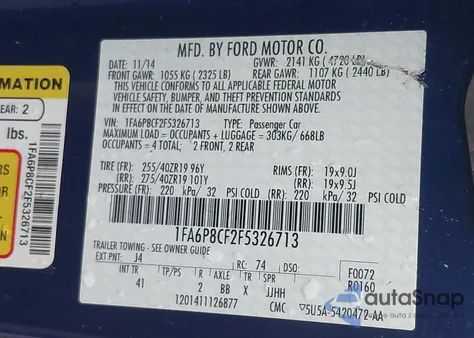 MFD. BY FORD MOTOR CO.
DATE: 11/14 GVWR: 2141 KG ( 4720 LB)
FRONT GAWR: 1055 KG ( 2325 LB) REAR GAWR: 1107 KG ( 2440 LB)
THIS VEHICLE CONFORMS TO ALL APPLICABLE FEDERAL MOTOR
VEHICLE SAFETY, BUMPER, AND THEFT PREVENTION STANDARDS
IN EFFECT ON THE DATE OF MANUFACTURE SHOWN ABOVE.
VIN: 1FA6P8CF2F5326713 TYPE: Passenger Car
MAXIMUM LOAD = OCCUPANTS + LUGGAGE = 303KG/ 668LB
OCCUPANTS = 4 TOTAL: 2 FRONT, 2 REAR
TIRE (FR): 255/40ZR19 96Y RIMS (FR): 19x9.0J
(RR): 275/40ZR19 101Y (RR): 19x9.5J
PRESSURE (FR): 220 kPa/ 32 PSI COLD (RR): 220 kPa/ 32 PSI COLD
1FA6P8CF2F5326713
TRAILER TOWING - SEE OWNER GUIDE
EXT PNT: J4 RC: 74 DSO: F0072
INT TR TP/PS R AXLE TR SPR R0160
41 2 BB X JJHH
1201411126877 CMC ▽5U5A-5420472-AA
RMATION
EAR: 2
lbs.
1FA6P8CF2F5326713
autoSnap